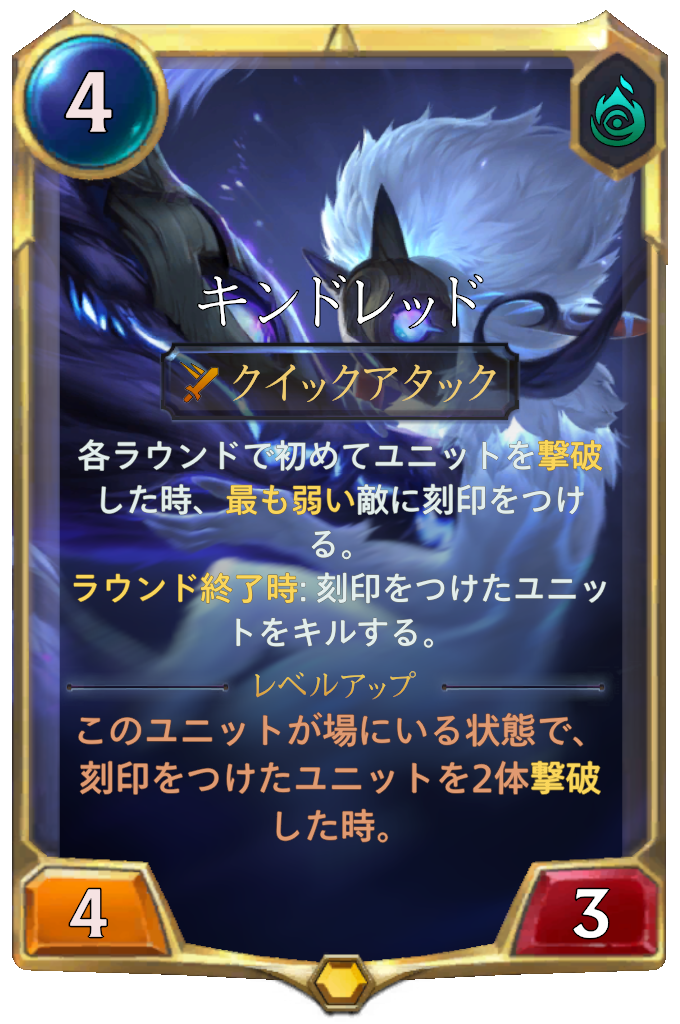 4
キンドレッド
クイックアタック
各ラウンドで初めてユニットを撃破
した時、最も弱い敵に刻印をつけ
る。
ラウンド終了時: 刻印をつけたユニッ
トをキルする。
レベルアップ
このユニットが場にいる状態で、
刻印をつけたユニットを2体撃破
した時。
4
3